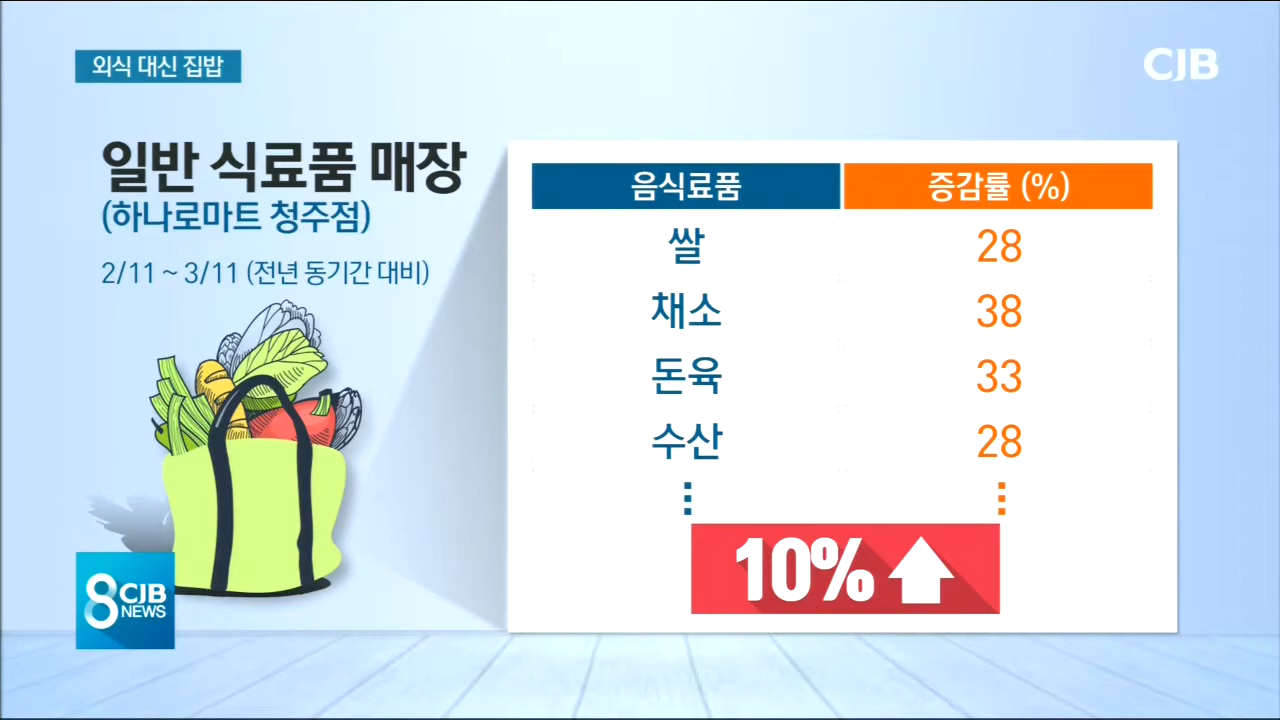 외식 대신 집밥
CJB
일반 식료품 매장
(하나로마트 청주점)
2/11 ~ 3/11 (전년 동기간 대비)
음식료품 증감률 (%)
쌀 28
채소 38
돈육 33
수산 28
⋮ ⋮
10%
8 CJB
NEWS